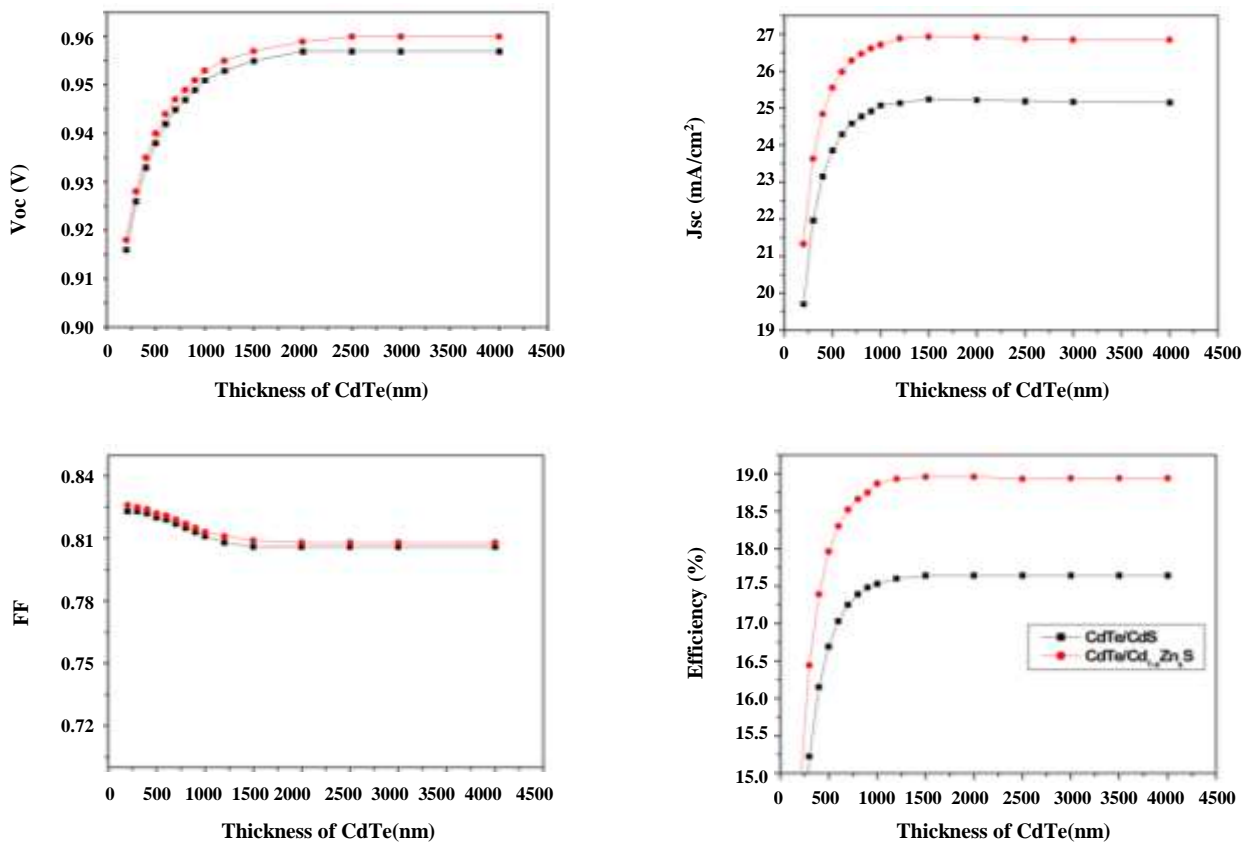 0.96
0.95
0.94
0.93
0.92
0.91
0.90
Voc (V)
0 500 1000 1500 2000 2500 3000 3500 4000 4500
Thickness of CdTe(nm)
27
26
25
24
23
22
21
20
19
Jsc (mA/cm²)
0 500 1000 1500 2000 2500 3000 3500 4000 4500
Thickness of CdTe(nm)
0.84
0.81
0.78
0.75
0.72
FF
0 500 1000 1500 2000 2500 3000 3500 4000 4500
Thickness of CdTe(nm)
19.0
18.5
18.0
17.5
17.0
16.5
16.0
15.5
15.0
Efficiency (%)
CdTe/CdS
CdTe/Cd₁₋ₓZnₓS
0 500 1000 1500 2000 2500 3000 3500 4000 4500
Thickness of CdTe(nm)